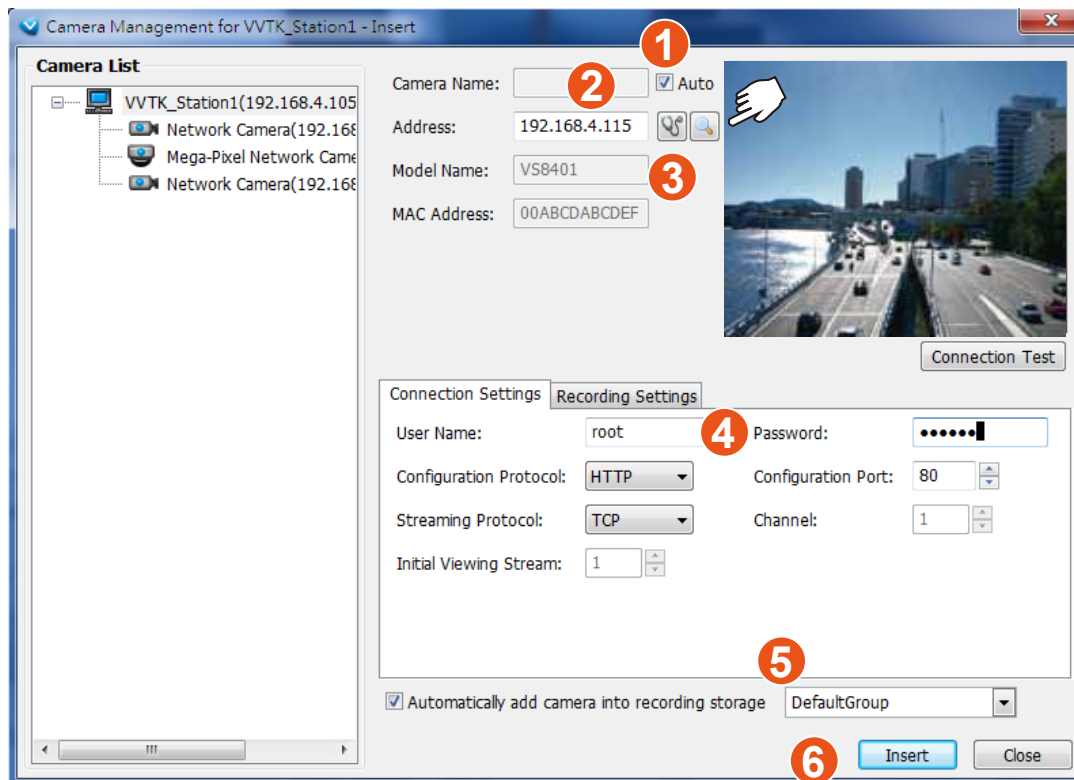 Camera Management for VVTK_Station1 - Insert
x
Camera List
VVTK_Station1(192.168.4.105
Network Camera(192.168
Mega-Pixel Network Came
Network Camera(192.168
1
Camera Name: 2 Auto
Address: 192.168.4.115
Model Name: VS8401 3
MAC Address: 00ABCDABCDEF
Connection Test
Connection Settings Recording Settings
User Name: root 4 Password: ••••••
Configuration Protocol: HTTP Configuration Port: 80
Streaming Protocol: TCP Channel: 1
Initial Viewing Stream: 1
5
Automatically add camera into recording storage DefaultGroup
6 Insert Close